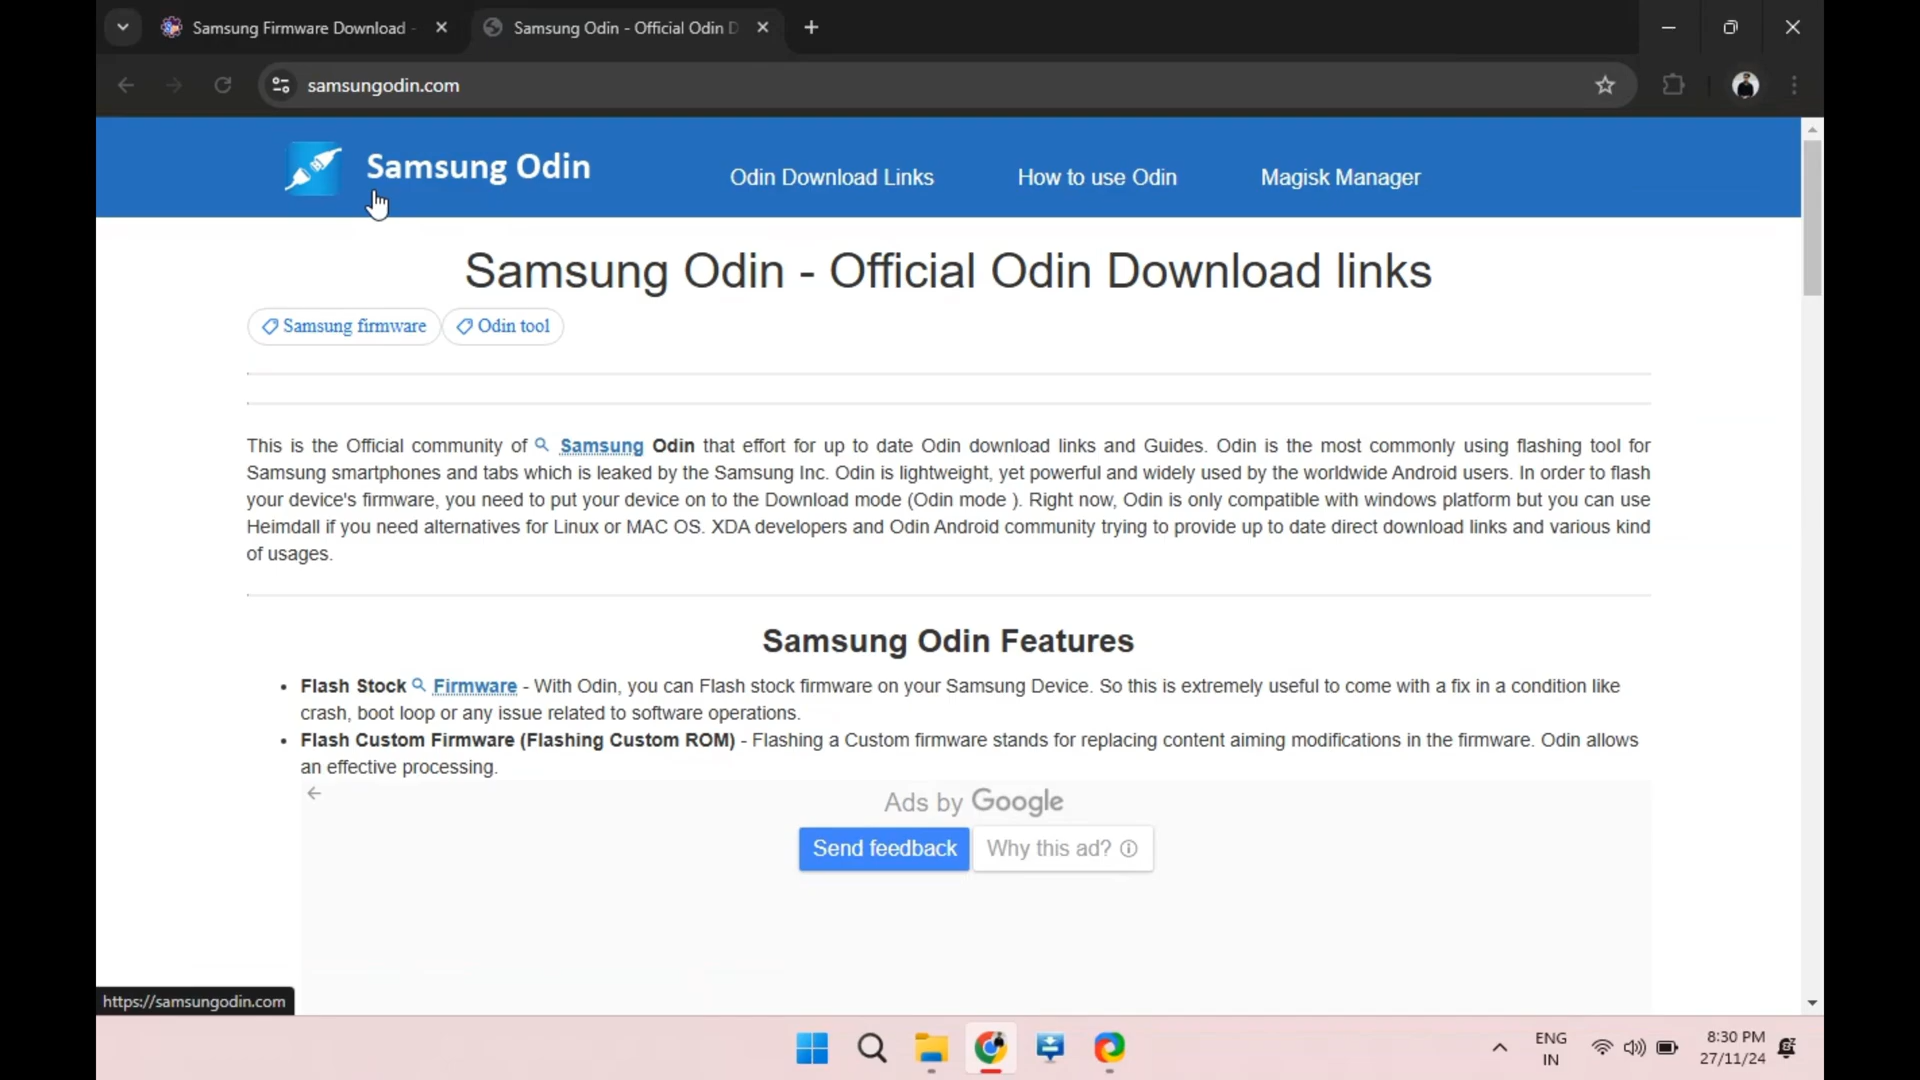 Samsung Firmware Download -
Samsung Odin - Official Odin D
samsungodin.com
Samsung Odin
Odin Download Links
How to use Odin
Magisk Manager
Samsung Odin - Official Odin Download links
Samsung firmware
Odin tool
This is the Official community of Samsung Odin that effort for up to date Odin download links and Guides. Odin is the most commonly using flashing tool for
Samsung smartphones and tabs which is leaked by the Samsung Inc. Odin is lightweight, yet powerful and widely used by the worldwide Android users. In order to flash
your device's firmware, you need to put your device on to the Download mode (Odin mode ). Right now, Odin is only compatible with windows platform but you can use
Heimdall if you need alternatives for Linux or MAC OS. XDA developers and Odin Android community trying to provide up to date direct download links and various kind
of usages.
Samsung Odin Features
• Flash Stock Firmware - With Odin, you can Flash stock firmware on your Samsung Device. So this is extremely useful to come with a fix in a condition like
crash, boot loop or any issue related to software operations.
• Flash Custom Firmware (Flashing Custom ROM) - Flashing a Custom firmware stands for replacing content aiming modifications in the firmware. Odin allows
an effective processing.
Ads by Google
Send feedback
Why this ad?
https://samsungodin.com
ENG
IN
8:30 PM
27/11/24